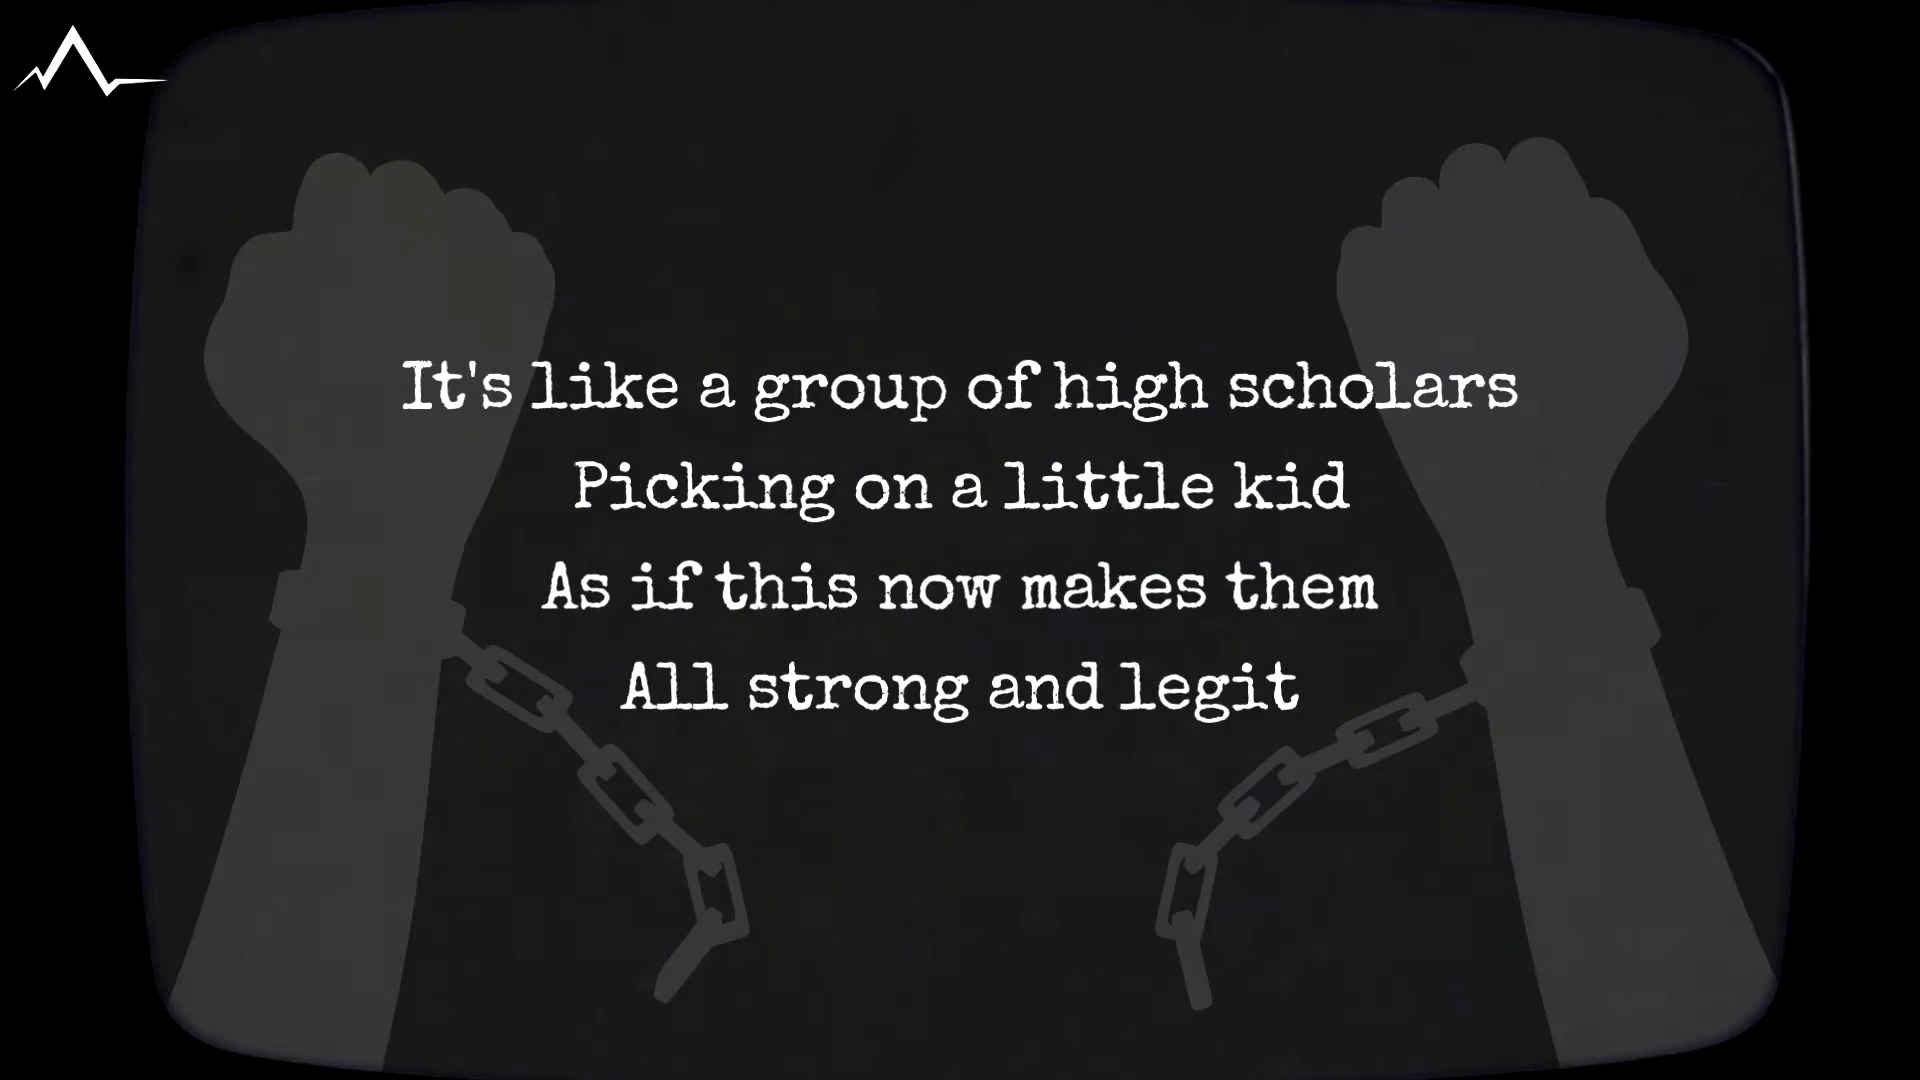 It's like a group of high scholars
Picking on a little kid
As if this now makes them
All strong and legit